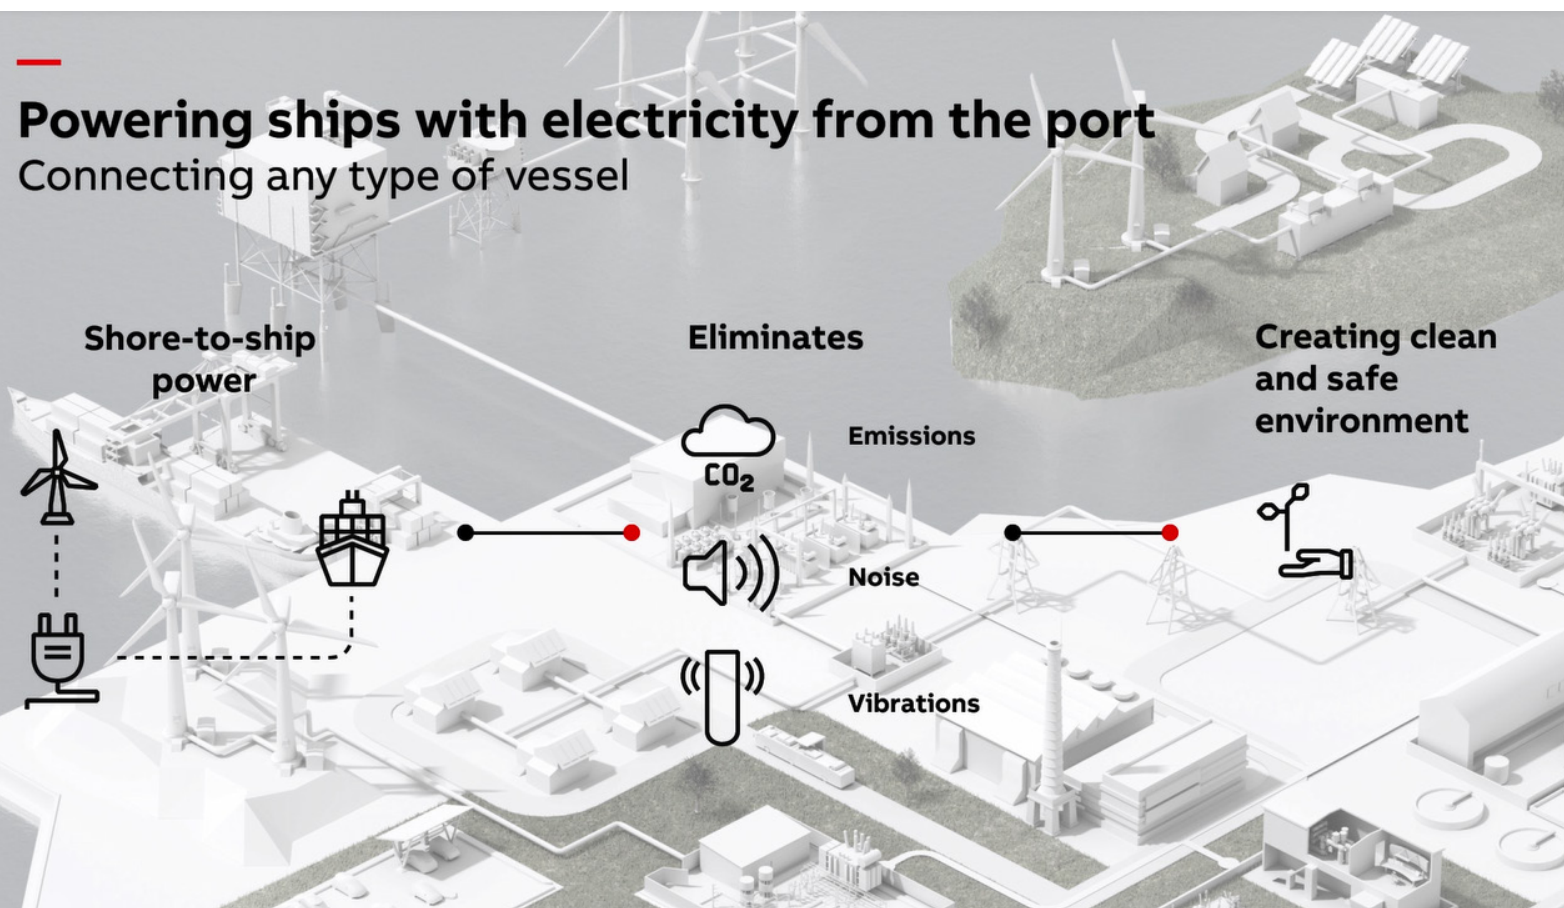 Powering ships with electricity from the port
Connecting any type of vessel
Shore-to-ship
power
Eliminates
CO₂
Emissions
Noise
Vibrations
Creating clean
and safe
environment